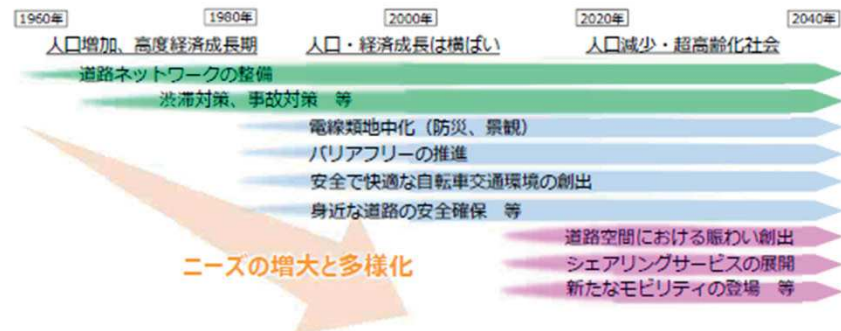 1960年 1980年 2000年 2020年 2040年
人口増加、高度経済成長期 人口・経済成長は横ばい 人口減少・超高齢化社会
道路ネットワークの整備
渋滞対策、事故対策 等
電線類地中化（防災、景観）
バリアフリーの推進
安全で快適な自転車交通環境の創出
身近な道路の安全確保 等
道路空間における賑わい創出
シェアリングサービスの展開
新たなモビリティの登場 等
ニーズの増大と多様化